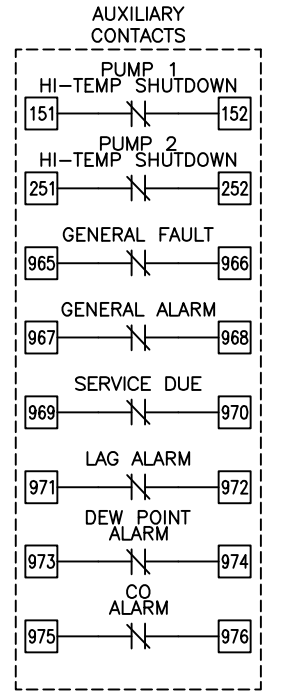 AUXILIARY
CONTACTS
PUMP 1
HI-TEMP SHUTDOWN
151 152
PUMP 2
HI-TEMP SHUTDOWN
251 252
GENERAL FAULT
965 966
GENERAL ALARM
967 968
SERVICE DUE
969 970
LAG ALARM
971 972
DEW POINT
ALARM
973 974
CO
ALARM
975 976